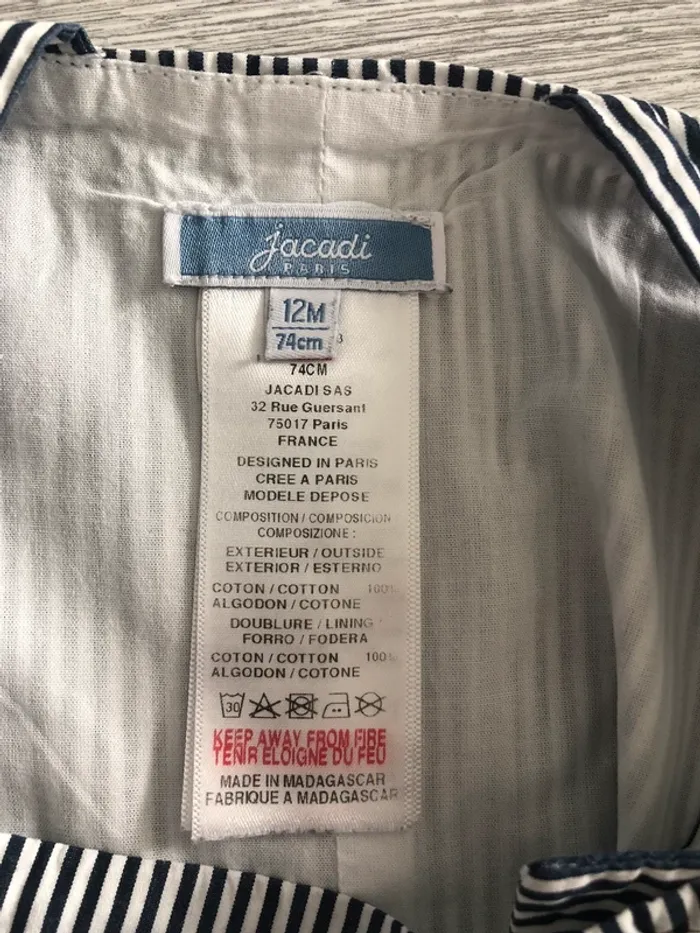 jacadi
PARIS
12M
74cm
3
74CM
JACADI SAS
32 Rue Guersant
75017 Paris
FRANCE
DESIGNED IN PARIS
CREE A PARIS
MODELE DEPOSE
COMPOSITION / COMPOSICION
COMPOSIZIONE :
EXTERIEUR / OUTSIDE
EXTERIOR / ESTERNO
COTON / COTTON 100%
ALGODON / COTONE
DOUBLURE / LINING
FORRO / FODERA
COTON / COTTON 100%
ALGODON / COTONE
30
KEEP AWAY FROM FIRE
TENIR ELOIGNE DU FEU
MADE IN MADAGASCAR
FABRIQUE A MADAGASCAR